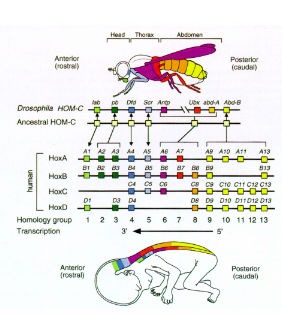 Head Thorax Abdomen
Anterior Posterior
(rostral) (caudal)
lab pb Dfd Scr Antp Ubx abd-A Abd-B
Drosophila HOM-C
Ancestral HOM-C
A1 A2 A3 A4 A5 A6 A7 A9 A10 A11 A13
HoxA
B1 B2 B3 B4 B5 B6 B7 B8 B9 B13
HoxB
human
C4 C5 C6 C8 C9 C10 C11 C12 C13
HoxC
D1 D3 D4 D8 D9 D10 D11 D12 D13
HoxD
Homology group 1 2 3 4 5 6 7 8 9 10 11 12 13
Transcription 3' 5'
Anterior Posterior
(rostral) (caudal)